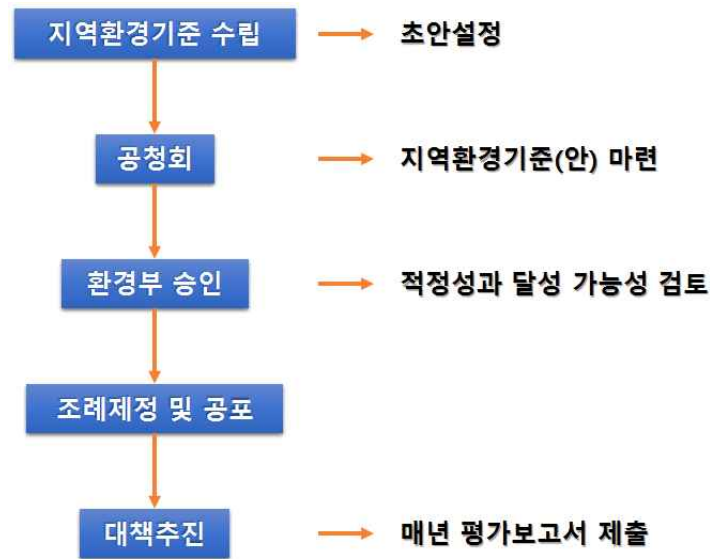 지역환경기준 수립
초안설정
공청회
지역환경기준(안) 마련
환경부 승인
적정성과 달성 가능성 검토
조례제정 및 공포
대책추진
매년 평가보고서 제출